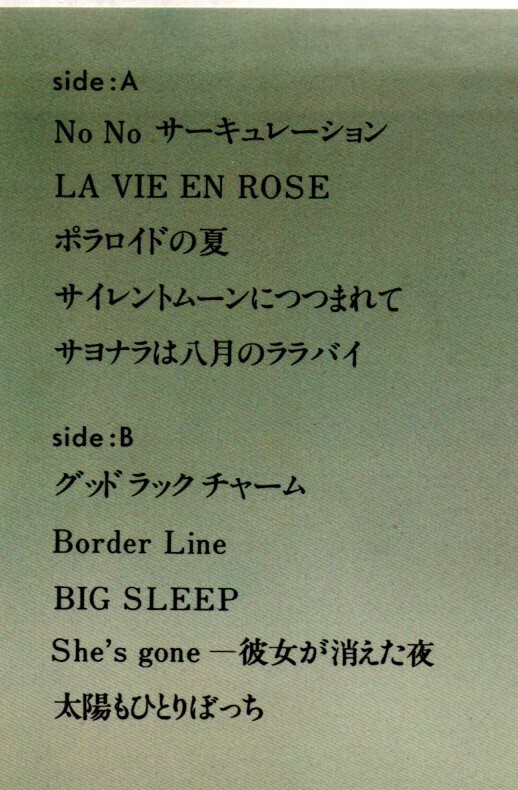 side:A
No No サーキュレーション
LA VIE EN ROSE
ポラロイドの夏
サイレントムーンにつつまれて
サヨナラは八月のララバイ
side:B
グッド ラック チャーム
Border Line
BIG SLEEP
She's gone —彼女が消えた夜
太陽もひとりぼっち